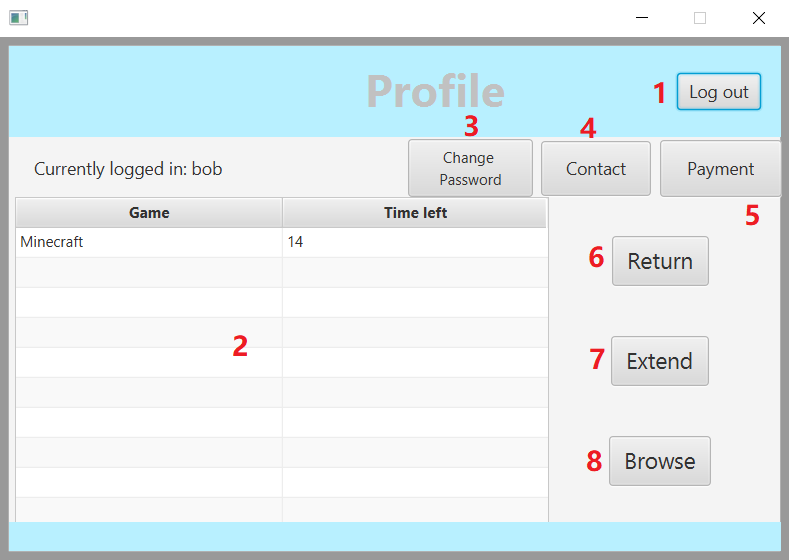 Profile
1 Log out
3 4
Currently logged in: bob
Change
Password
Contact
Payment
5
Game Time left
Minecraft 14
6 Return
2
7 Extend
8 Browse